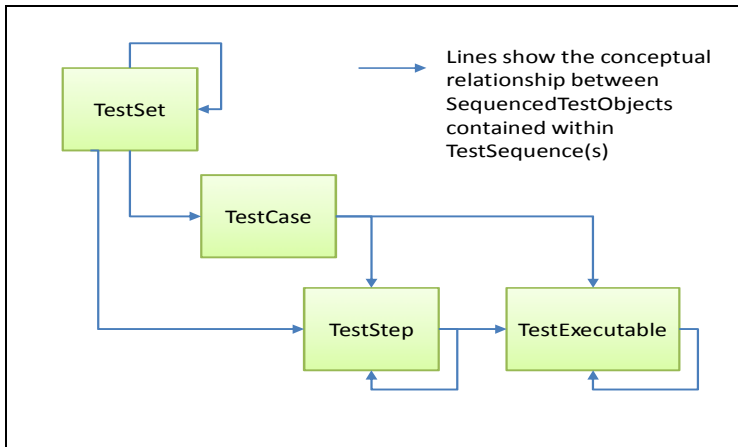 Lines show the conceptual
relationship between
SequencedTestObjects
contained within
TestSequence(s)
TestSet
TestCase
TestStep
TestExecutable